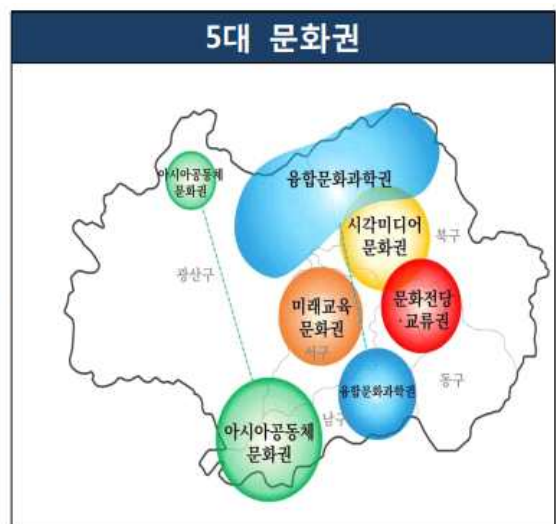 5대 문화권
아시아공동체
문화권
융합문화과학권
시각미디어
문화권
북구
광산구
미래교육
문화권
서구
문화전당
·교류권
동구
융합문화과학권
남구
아시아공동체
문화권